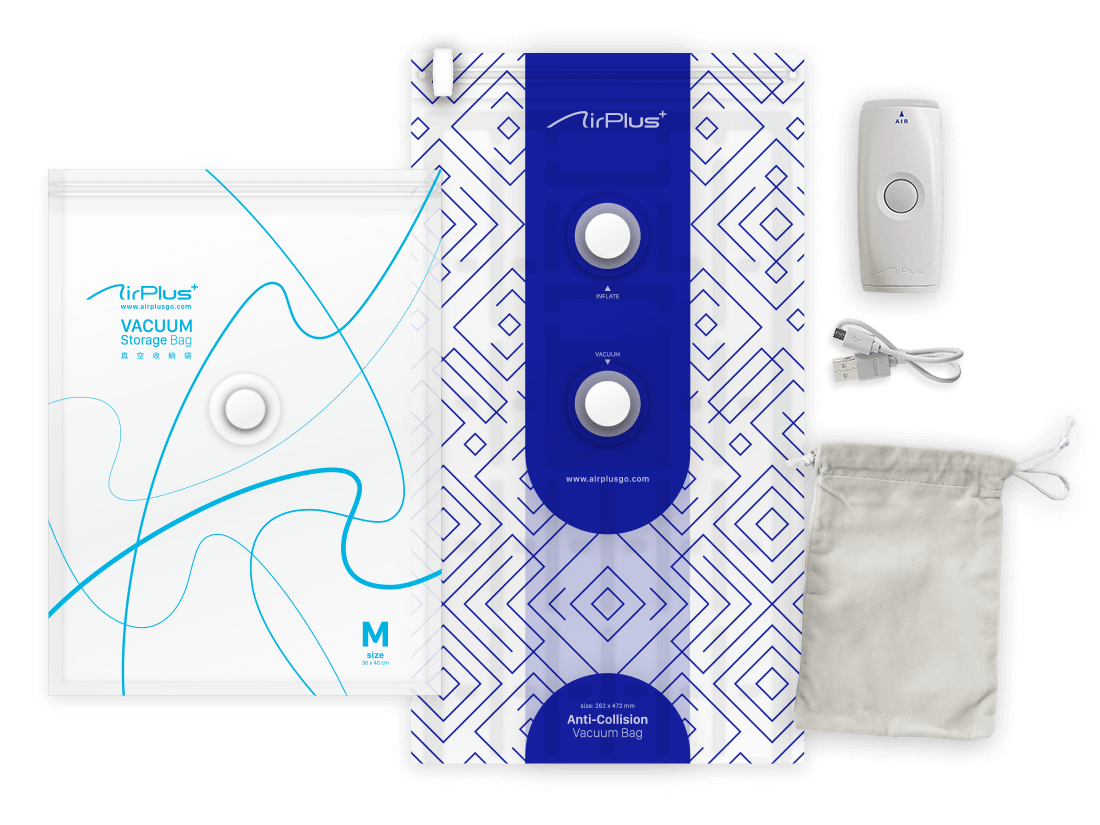 AirPlus+
www.airplusgo.com
VACUUM
Storage Bag
真空收納袋
M
size
30 x 40 cm
AirPlus+
INFLATE
VACUUM
www.airplusgo.com
size: 262 x 472 mm
Anti-Collision
Vacuum Bag
AIR
AirPlus+